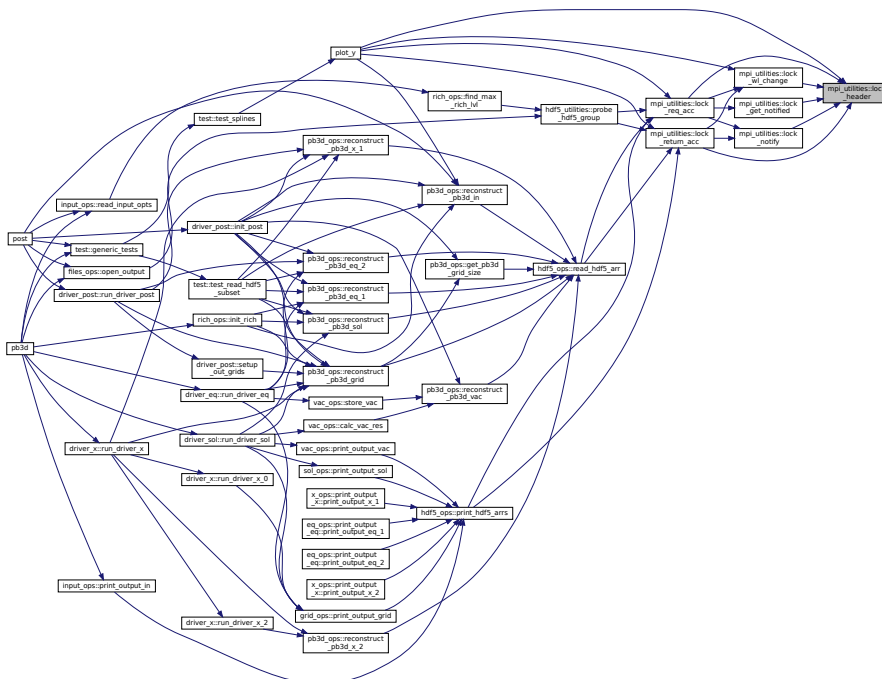 plot_y
mpi_utilities::lock
_wl_change
mpi_utilities::lock
_header
rich_ops::find_max
_rich_lvl
mpi_utilities::lock
_req_acc
mpi_utilities::lock
_get_notified
hdf5_utilities::probe
_hdf5_group
test::test_splines
mpi_utilities::lock
_return_acc
mpi_utilities::lock
_notify
pb3d_ops::reconstruct
_pb3d_x_1
pb3d_ops::reconstruct
_pb3d_in
input_ops::read_input_opts
driver_post::init_post
post
test::generic_tests
pb3d_ops::reconstruct
_pb3d_eq_2
pb3d_ops::get_pb3d
_grid_size
hdf5_ops::read_hdf5_arr
files_ops::open_output
test::test_read_hdf5
_subset
pb3d_ops::reconstruct
_pb3d_eq_1
driver_post::run_driver_post
rich_ops::init_rich
pb3d_ops::reconstruct
_pb3d_sol
pb3d
driver_post::setup
_out_grids
pb3d_ops::reconstruct
_pb3d_grid
driver_eq::run_driver_eq
vac_ops::store_vac
pb3d_ops::reconstruct
_pb3d_vac
vac_ops::calc_vac_res
driver_sol::run_driver_sol
driver_x::run_driver_x
vac_ops::print_output_vac
sol_ops::print_output_sol
driver_x::run_driver_x_0
x_ops::print_output
_x::print_output_x_1
hdf5_ops::print_hdf5_arrs
eq_ops::print_output
_eq::print_output_eq_1
eq_ops::print_output
_eq::print_output_eq_2
input_ops::print_output_in
x_ops::print_output
_x::print_output_x_2
grid_ops::print_output_grid
driver_x::run_driver_x_2
pb3d_ops::reconstruct
_pb3d_x_2